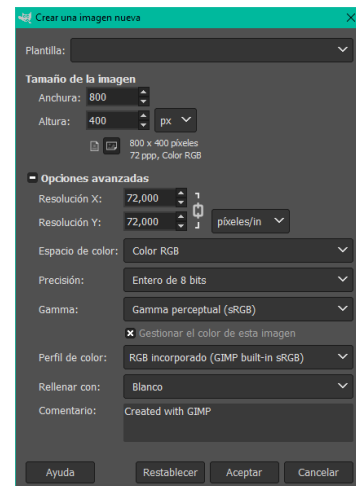 Crear una imagen nueva
Plantilla:
Tamaño de la imagen
Anchura: 800
Altura: 400 px
800 x 400 píxeles
72 ppp, Color RGB
Opciones avanzadas
Resolución X: 72,000
Resolución Y: 72,000 píxeles/in
Espacio de color: Color RGB
Precisión: Entero de 8 bits
Gamma: Gamma perceptual (sRGB)
Gestionar el color de esta imagen
Perfil de color: RGB incorporado (GIMP built-in sRGB)
Rellenar con: Blanco
Comentario: Created with GIMP
Ayuda Restablecer Aceptar Cancelar